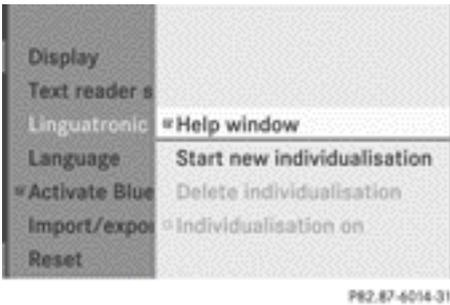 Display
Text reader s
Linguatronic
Language
Activate Blue
Import/expor
Reset
Help window
Start new individualisation
Delete individualisation
Individualisation on
P82.87-6014-31